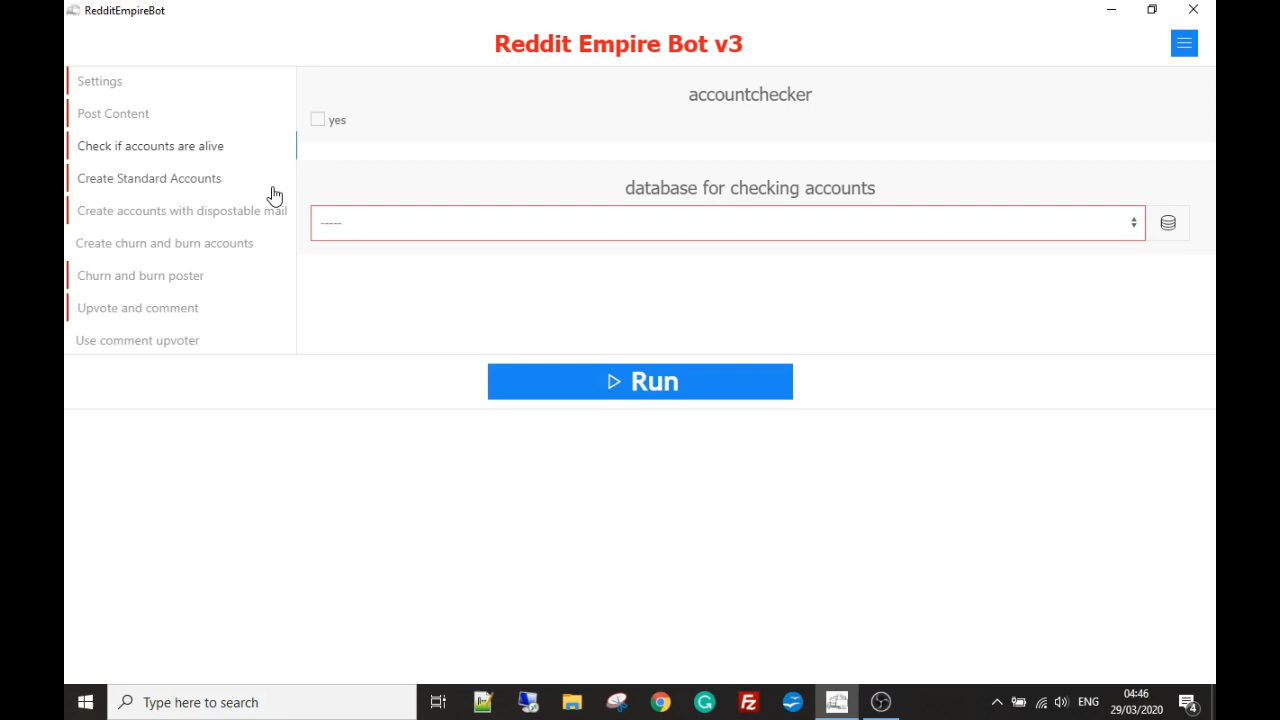 RedditEmpireBot
Reddit Empire Bot v3
Settings
Post Content
Check if accounts are alive
Create Standard Accounts
Create accounts with dispostable mail
Create churn and burn accounts
Churn and burn poster
Upvote and comment
Use comment upvoter
accountchecker
yes
database for checking accounts
-----
Run
Type here to search
ENG
04:46
29/03/2020
4